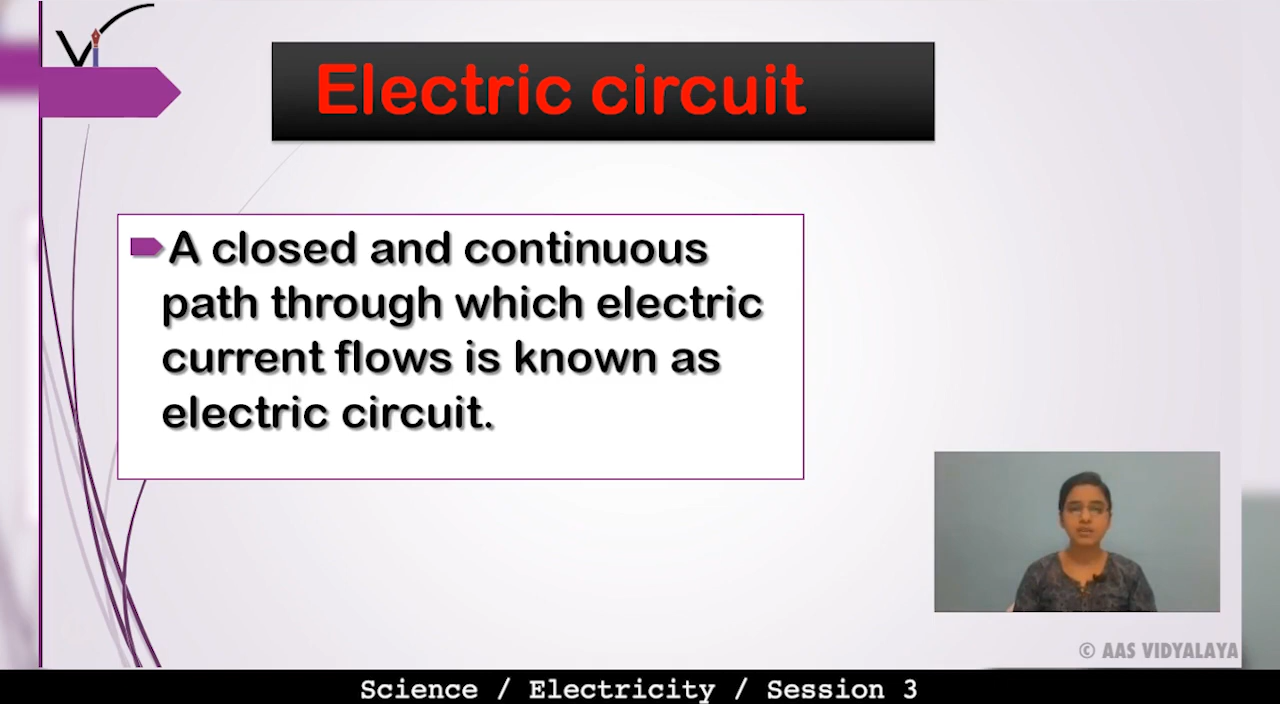 Electric circuit
A closed and continuous
path through which electric
current flows is known as
electric circuit.
© AAS VIDYALAYA
Science / Electricity / Session 3